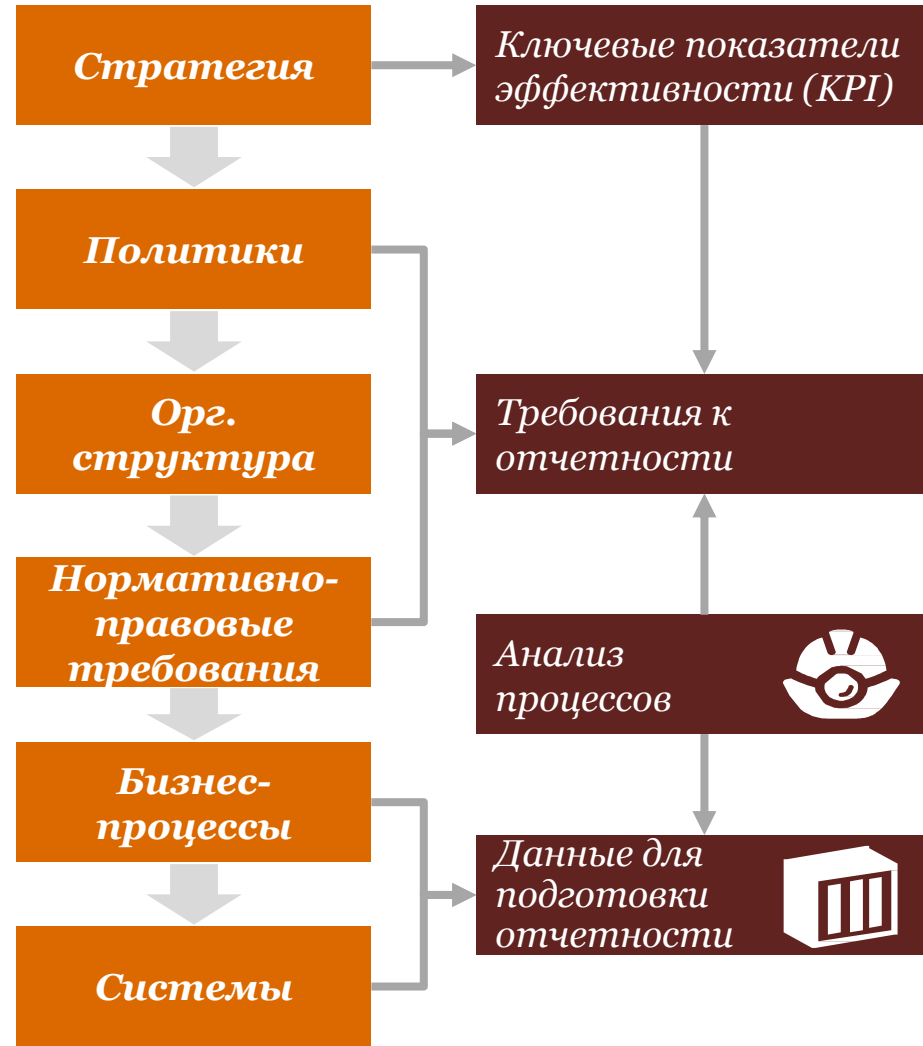 Стратегия
Ключевые показатели
эффективности (KPI)
Политики
Орг.
структура
Требования к
отчетности
Нормативно-
правовые
требования
Анализ
процессов
Бизнес-
процессы
Данные для
подготовки
отчетности
Системы